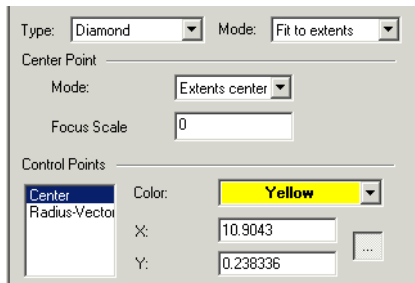 Type: Diamond Mode: Fit to extents
Center Point
Mode: Extents center
Focus Scale 0
Control Points
Center Color: Yellow
Radius-Vector
X: 10.9043
...
Y: 0.238336